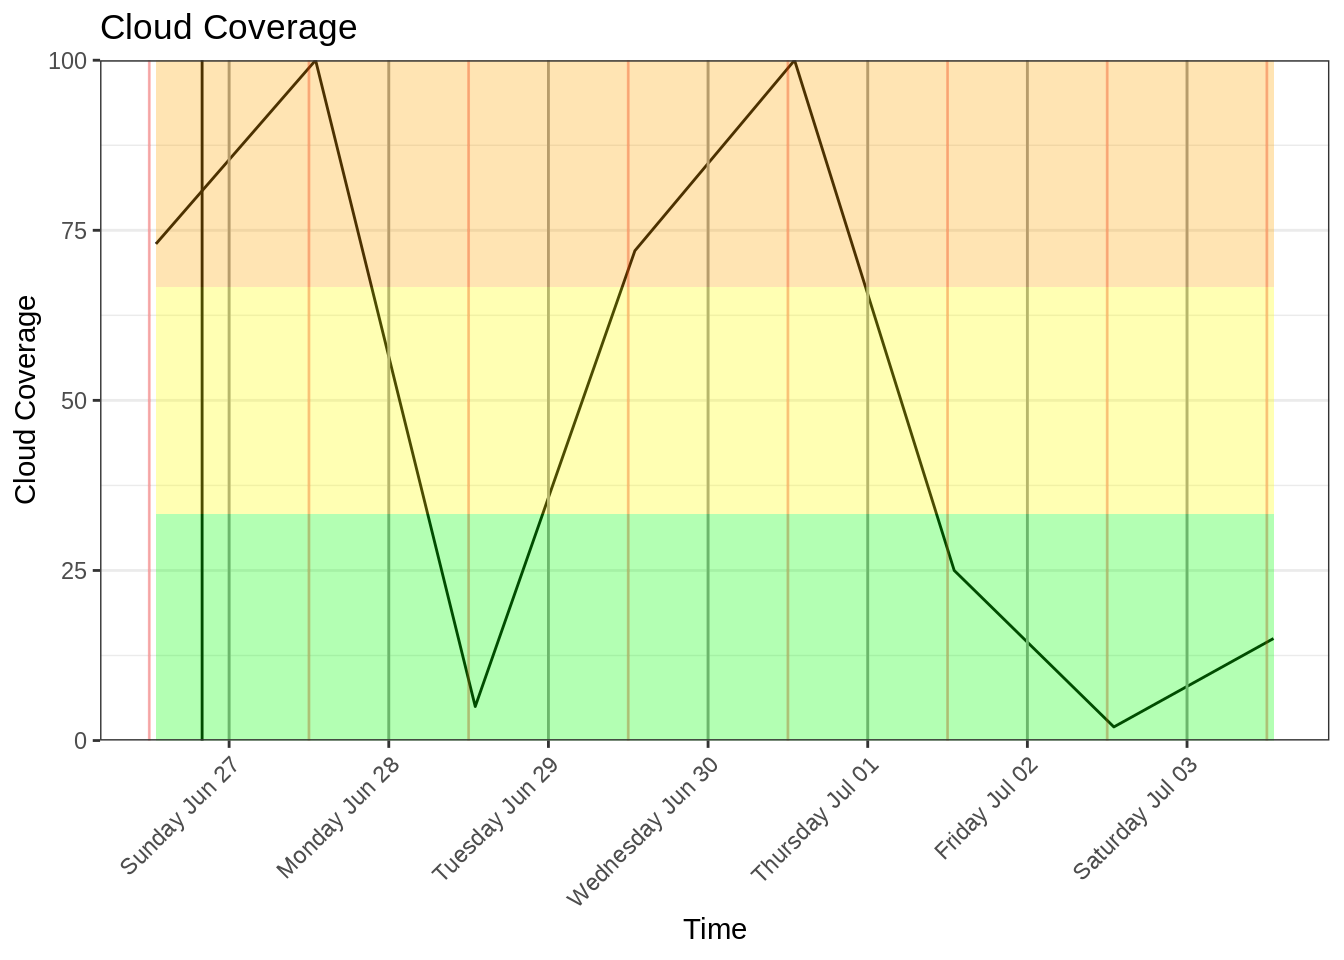 Cloud Coverage
100
75
50
25
0
Cloud Coverage
Sunday Jun 27
Monday Jun 28
Tuesday Jun 29
Wednesday Jun 30
Thursday Jul 01
Friday Jul 02
Saturday Jul 03
Time